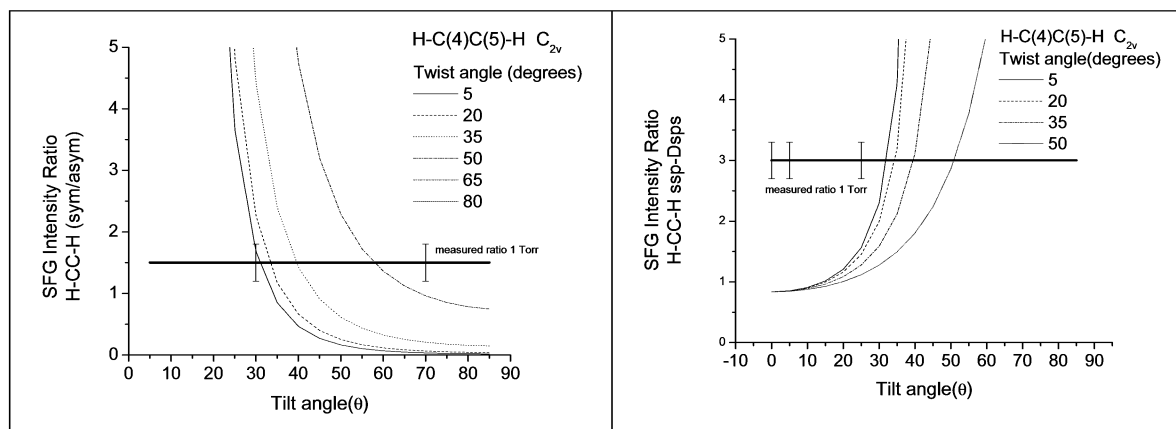 H-C(4)C(5)-H C2v
Twist angle (degrees)
5
20
35
50
65
80
measured ratio 1 Torr
SFG Intensity Ratio
H-CC-H (sym/asym)
5
4
3
2
1
0
0 10 20 30 40 50 60 70 80 90
Tilt angle(θ)
H-C(4)C(5)-H C2v
Twist angle(degrees)
5
20
35
50
measured ratio 1 Torr
SFG Intensity Ratio
H-CC-H ssp-Dsps
5
4
3
2
1
0
-10 0 10 20 30 40 50 60 70 80 90
Tilt angle(θ)